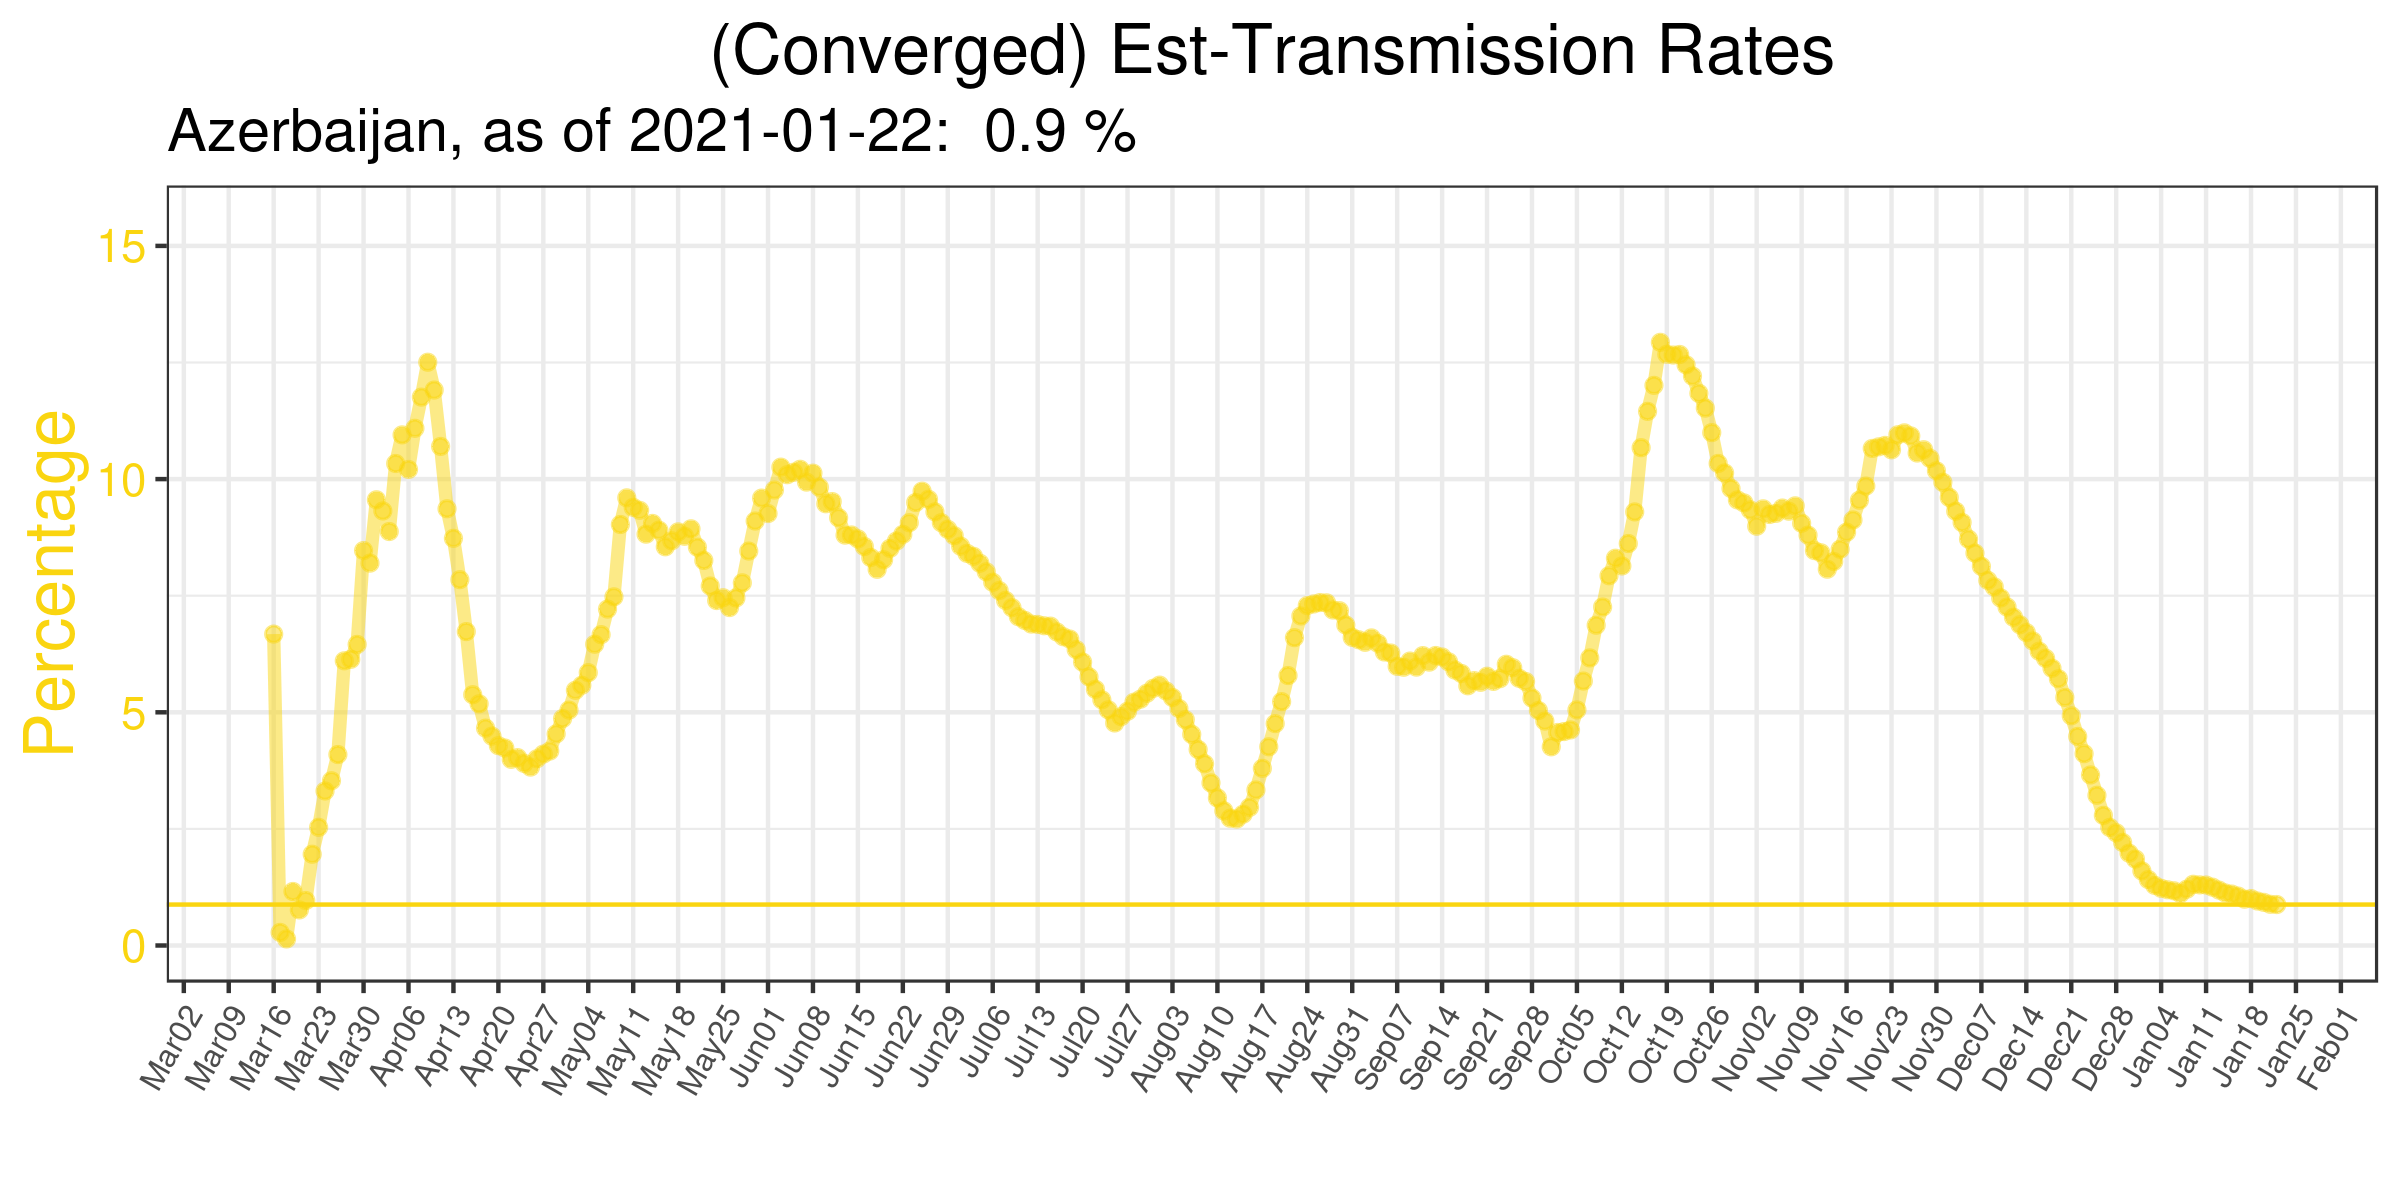 (Converged) Est-Transmission Rates
Azerbaijan, as of 2021-01-22:  0.9 %
Percentage
15
10
5
0
Mar02
Mar09
Mar16
Mar23
Mar30
Apr06
Apr13
Apr20
Apr27
May04
May11
May18
May25
Jun01
Jun08
Jun15
Jun22
Jun29
Jul06
Jul13
Jul20
Jul27
Aug03
Aug10
Aug17
Aug24
Aug31
Sep07
Sep14
Sep21
Sep28
Oct05
Oct12
Oct19
Oct26
Nov02
Nov09
Nov16
Nov23
Nov30
Dec07
Dec14
Dec21
Dec28
Jan04
Jan11
Jan18
Jan25
Feb01